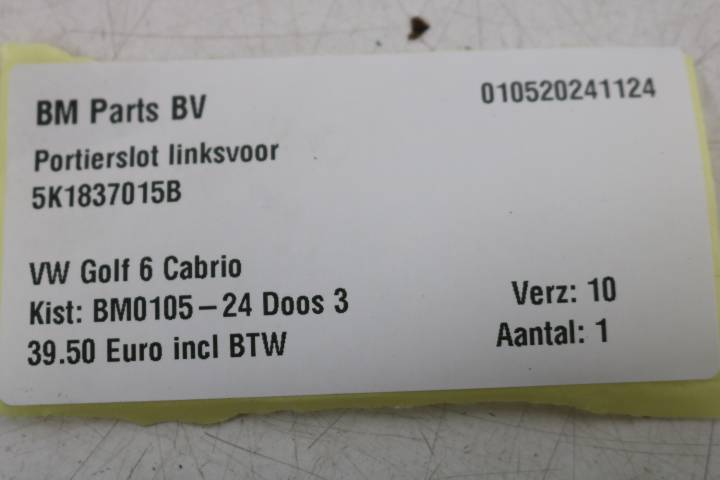 BM Parts BV
010520241124
Portierslot linksvoor
5K1837015B
VW Golf 6 Cabrio
Kist: BM0105-24 Doos 3
Verz: 10
39.50 Euro incl BTW
Aantal: 1